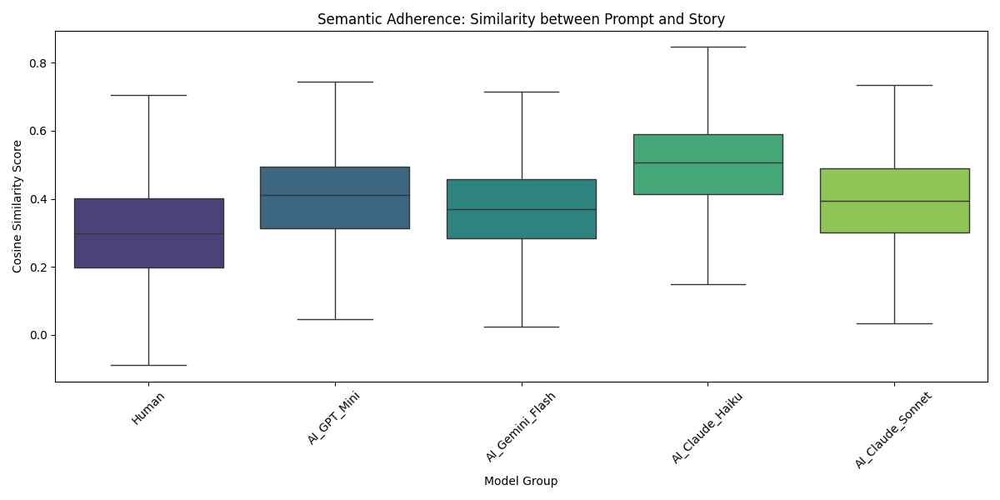 Semantic Adherence: Similarity between Prompt and Story
Cosine Similarity Score
0.8
0.6
0.4
0.2
0.0
Human
AI_GPT_Mini
AI_Gemini_Flash
AI_Claude_Haiku
AI_Claude_Sonnet
Model Group